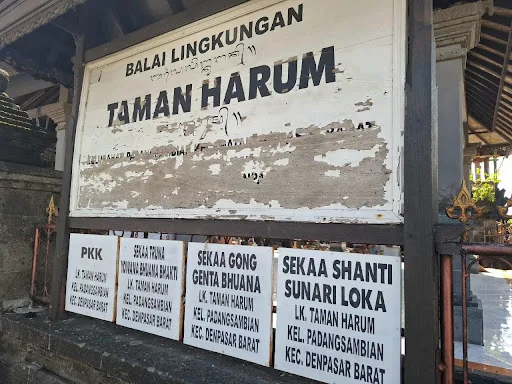 BALAI LINGKUNGAN
TAMAN HARUM
PKK
LK. TAMAN HARUM
KEL. PADANGSAMBIAN
KEC. DENPASAR BARAT
SEKAA TRUNA
BHUANA BHAKTI
LK. TAMAN HARUM
KEL. PADANGSAMBIAN
KEC. DENPASAR BARAT
SEKAA GONG
GENTA BHUANA
LK. TAMAN HARUM
KEL. PADANGSAMBIAN
KEC. DENPASAR BARAT
SEKAA SHANTI
SUNARI LOKA
LK. TAMAN HARUM
KEL. PADANGSAMBIAN
KEC. DENPASAR BARAT